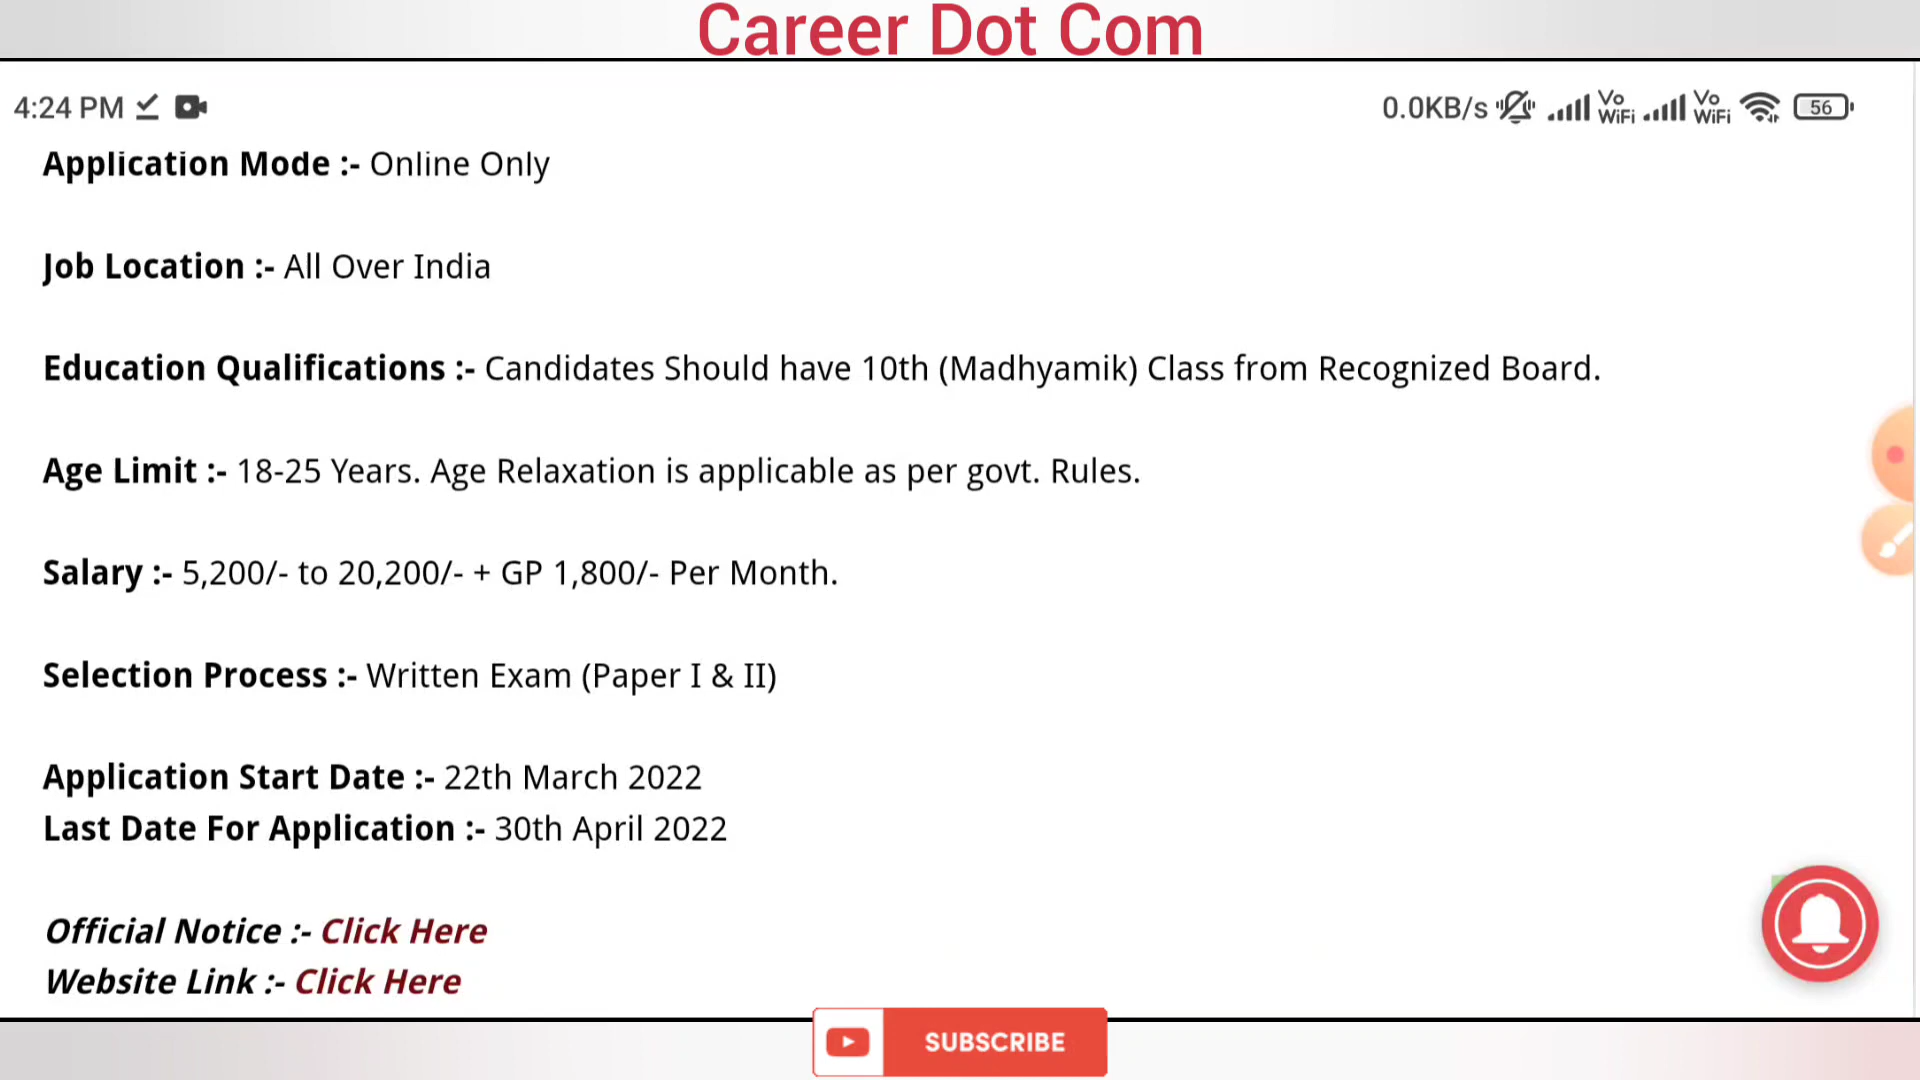 Career Dot Com
4:24 PM
0.0KB/s Vo WiFi Vo WiFi 56
Application Mode :- Online Only
Job Location :- All Over India
Education Qualifications :- Candidates Should have 10th (Madhyamik) Class from Recognized Board.
Age Limit :- 18-25 Years. Age Relaxation is applicable as per govt. Rules.
Salary :- 5,200/- to 20,200/- + GP 1,800/- Per Month.
Selection Process :- Written Exam (Paper I & II)
Application Start Date :- 22th March 2022
Last Date For Application :- 30th April 2022
Official Notice :- Click Here
Website Link :- Click Here
SUBSCRIBE